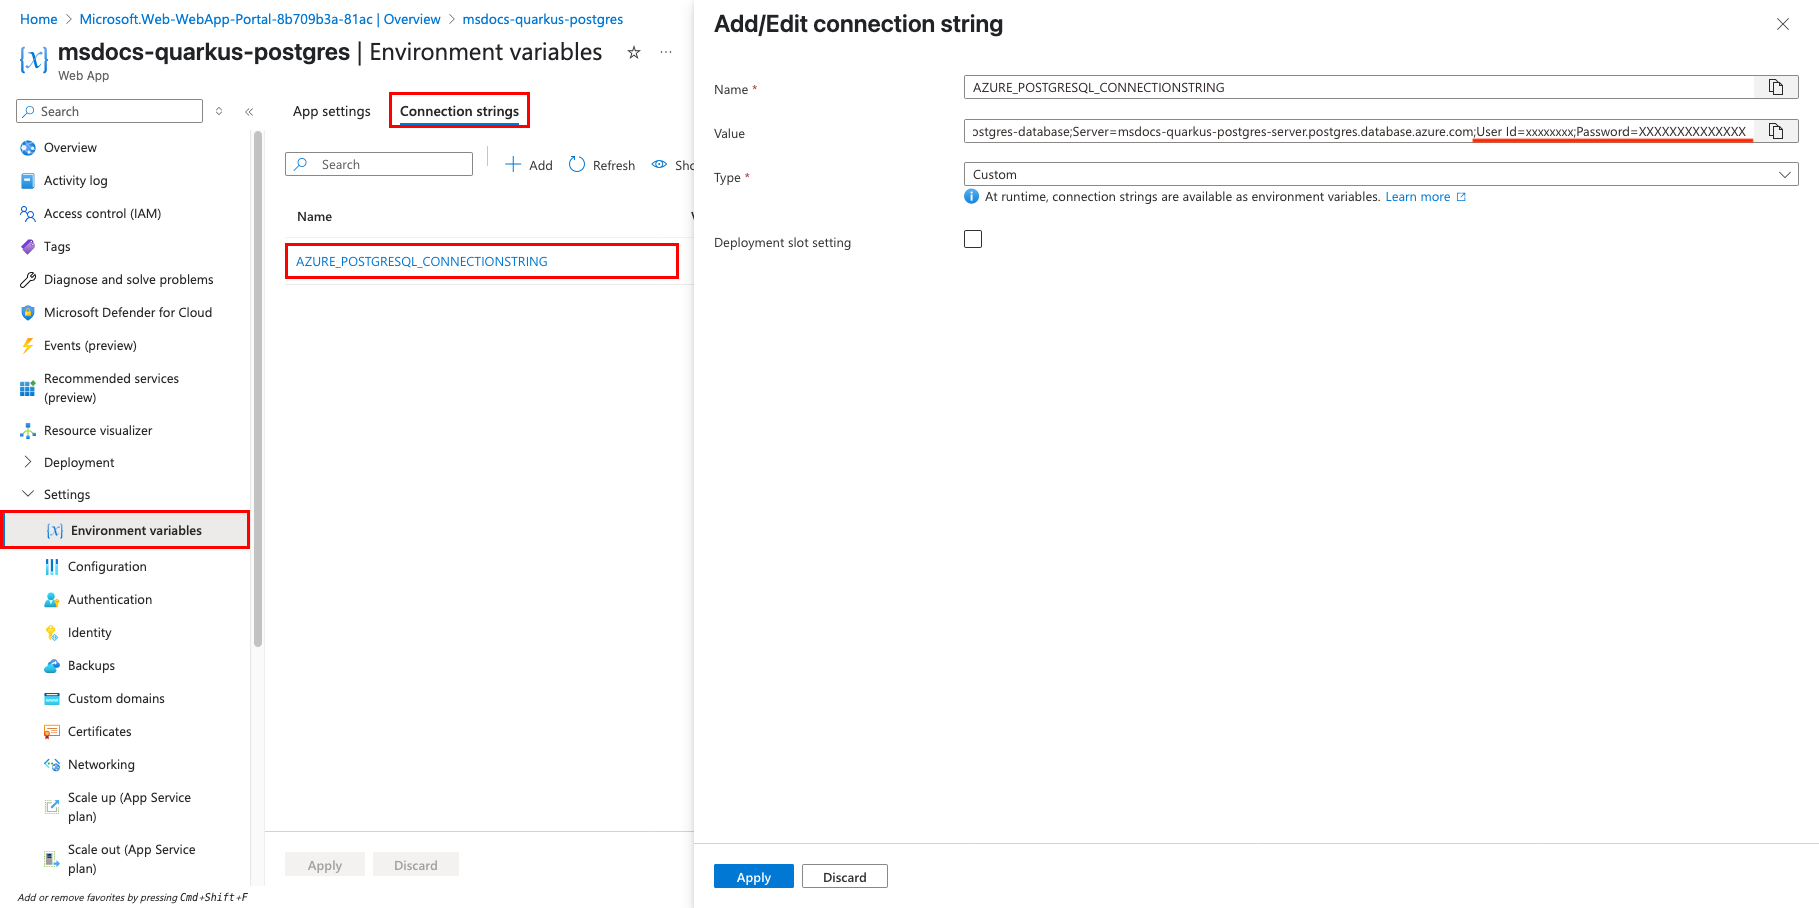 Home > Microsoft.Web-WebApp-Portal-8b709b3a-81ac | Overview > msdocs-quarkus-postgres
msdocs-quarkus-postgres | Environment variables
Web App
Search
Overview
Activity log
Access control (IAM)
Tags
Diagnose and solve problems
Microsoft Defender for Cloud
Events (preview)
Recommended services
(preview)
Resource visualizer
Deployment
Settings
Environment variables
Configuration
Authentication
Identity
Backups
Custom domains
Certificates
Networking
Scale up (App Service
plan)
Scale out (App Service
plan)
Add or remove favorites by pressing Cmd+Shift+F
App settings
Connection strings
Search
Add
Refresh
Sho
Name
AZURE_POSTGRESQL_CONNECTIONSTRING
Apply
Discard
Add/Edit connection string
Name *
AZURE_POSTGRESQL_CONNECTIONSTRING
Value
ostgres-database;Server=msdocs-quarkus-postgres-server.postgres.database.azure.com;User Id=xxxxxxxx;Password=XXXXXXXXXXXXXX
Type *
Custom
At runtime, connection strings are available as environment variables. Learn more
Deployment slot setting
Apply
Discard